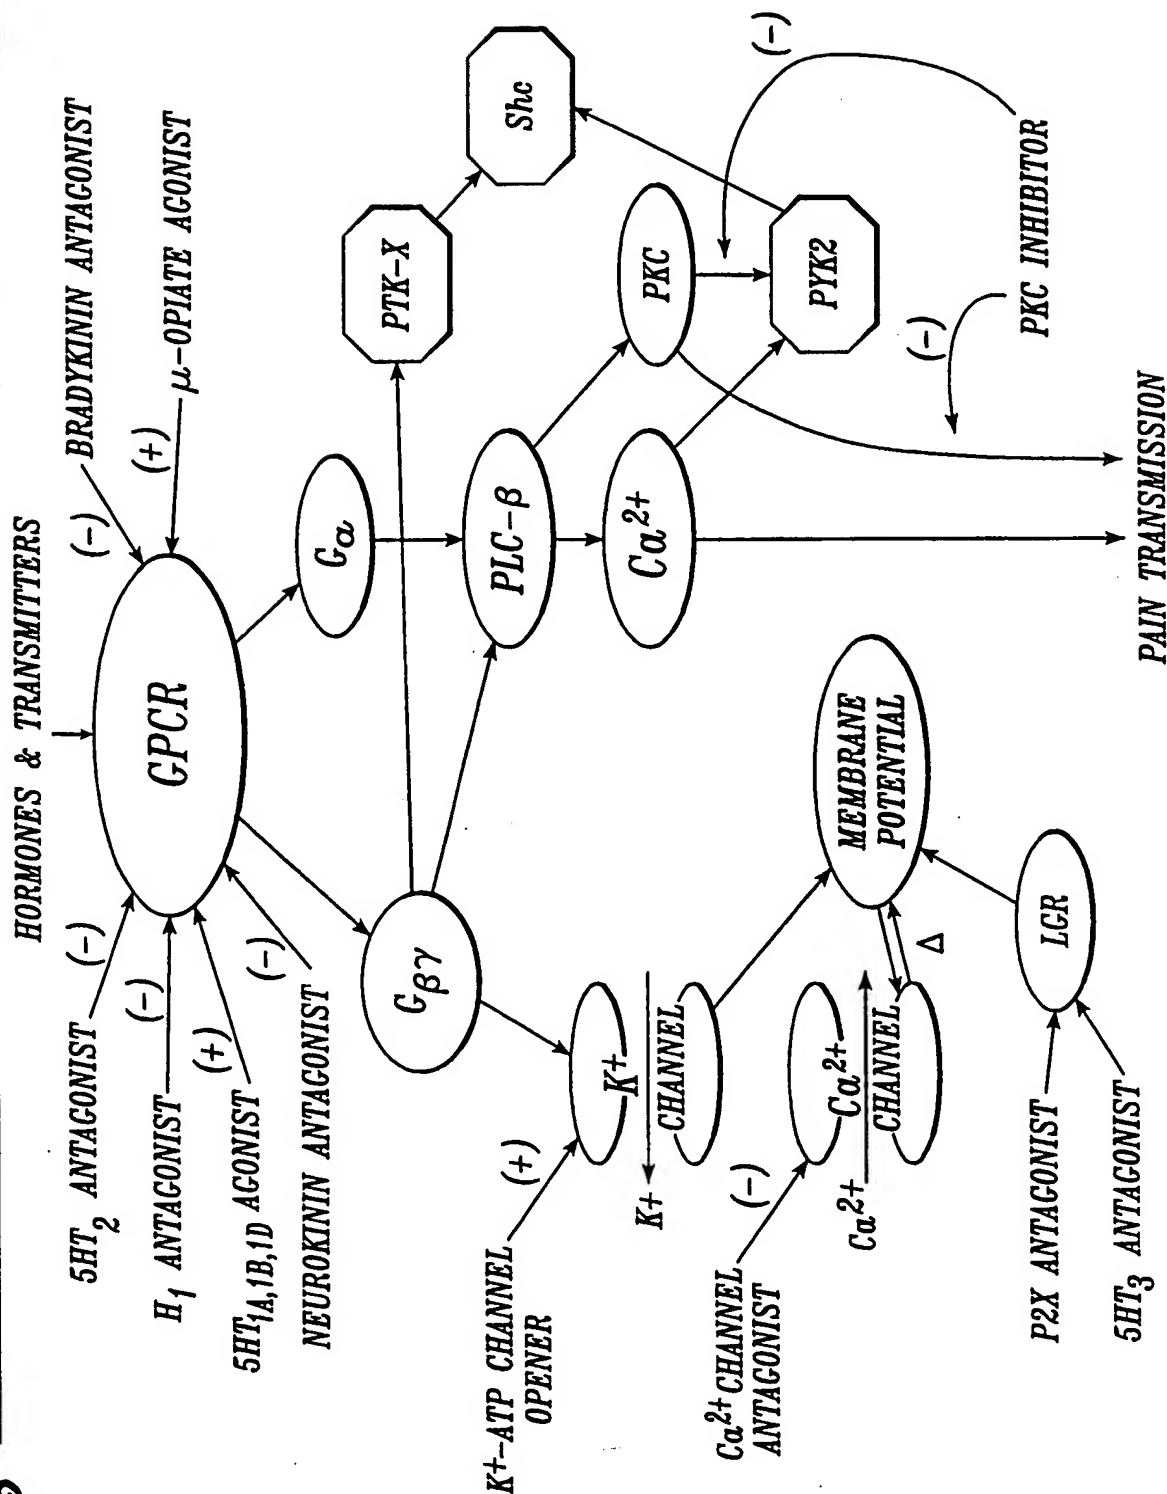 HORMONES & TRANSMITTERS
5HT2 ANTAGONIST
(-)
H1 ANTAGONIST
(-)
5HT1A,1B,1D AGONIST
(+)
NEUROKININ ANTAGONIST
(-)
GPCR
(-)
BRADYKININ ANTAGONIST
(+)
μ-OPIATE AGONIST
Gα
Gβγ
PTK-X
Shc
PLC-β
PKC
Ca2+
PYK2
(-)
(-)
PKC INHIBITOR
K+-ATP CHANNEL
OPENER
(+)
K+
K+
CHANNEL
Ca2+ CHANNEL
ANTAGONIST
(-)
Ca2+
Ca2+
CHANNEL
Δ
MEMBRANE
POTENTIAL
LGR
P2X ANTAGONIST
5HT3 ANTAGONIST
PAIN TRANSMISSION